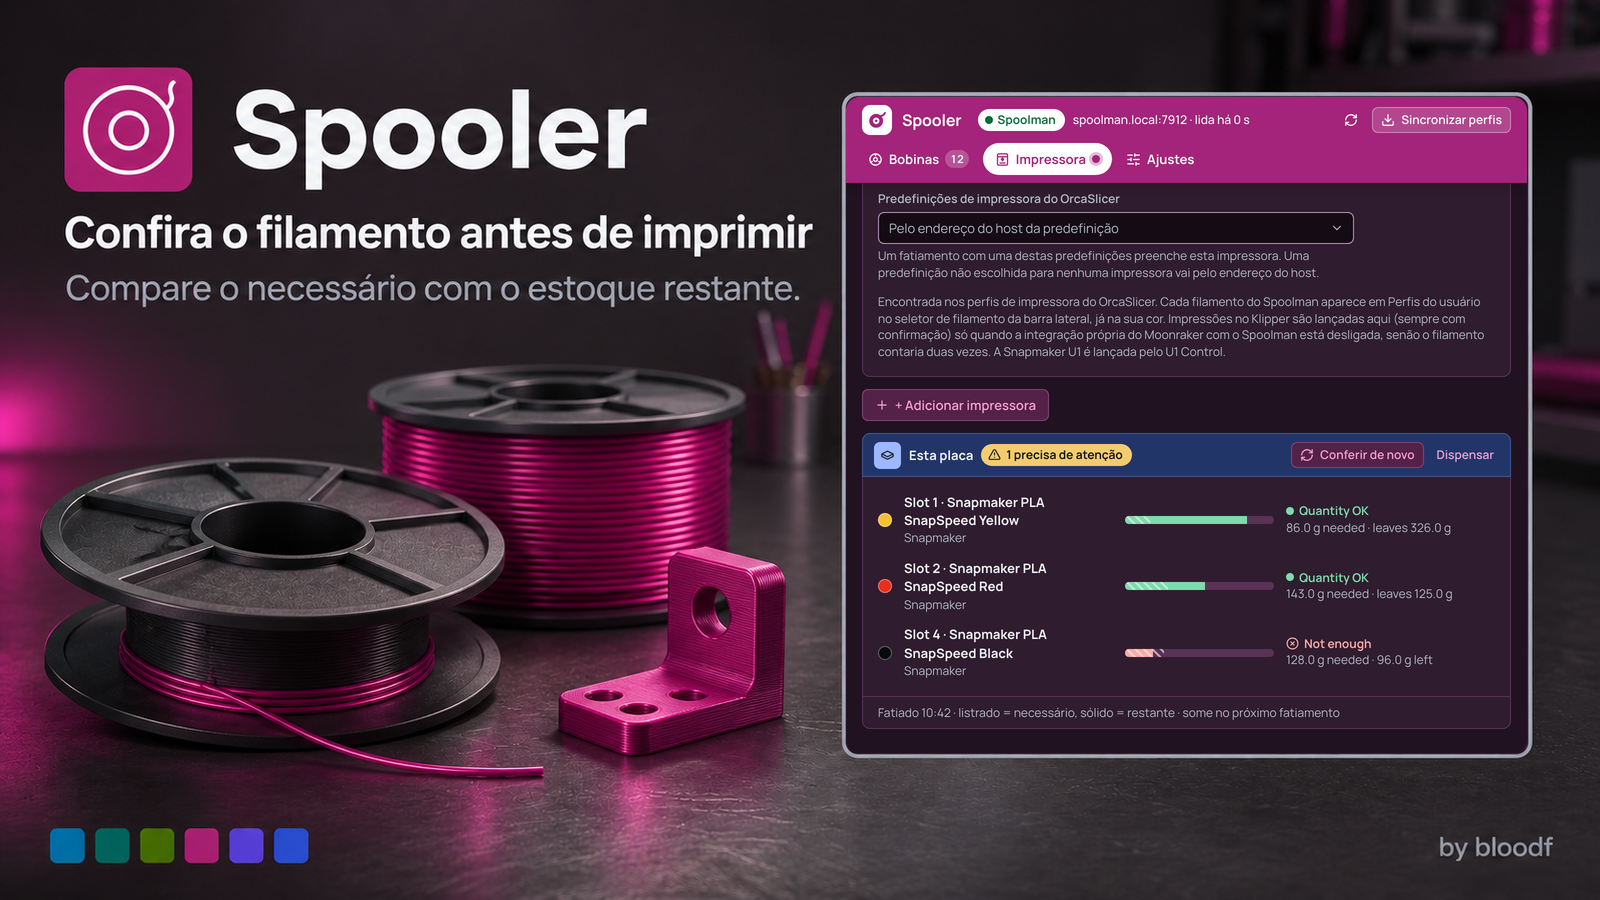 Spooler
Confira o filamento antes de imprimir
Compare o necessário com o estoque restante.
Spooler
Spoolman
spoolman.local:7912 · lida há 0 s
Sincronizar perfis
Bobinas 12
Impressora
Ajustes
Predefinições de impressora do OrcaSlicer
Pelo endereço do host da predefinição
Um fatiamento com uma destas predefinições preenche esta impressora. Uma
predefinição não escolhida para nenhuma impressora vai pelo endereço do host.
Encontrada nos perfis de impressora do OrcaSlicer. Cada filamento do Spoolman aparece em Perfis do usuário
no seletor de filamento da barra lateral, já na sua cor. Impressões no Klipper são lançadas aqui (sempre com
confirmação) só quando a integração própria do Moonraker com o Spoolman está desligada, senão o filamento
contaria duas vezes. A Snapmaker U1 é lançada pelo U1 Control.
+ + Adicionar impressora
Esta placa
1 precisa de atenção
Conferir de novo
Dispensar
Slot 1 · Snapmaker PLA
SnapSpeed Yellow
Snapmaker
Quantity OK
86.0 g needed · leaves 326.0 g
Slot 2 · Snapmaker PLA
SnapSpeed Red
Snapmaker
Quantity OK
143.0 g needed · leaves 125.0 g
Slot 4 · Snapmaker PLA
SnapSpeed Black
Snapmaker
Not enough
128.0 g needed · 96.0 g left
Fatiado 10:42 · listrado = necessário, sólido = restante · some no próximo fatiamento
by bloodf